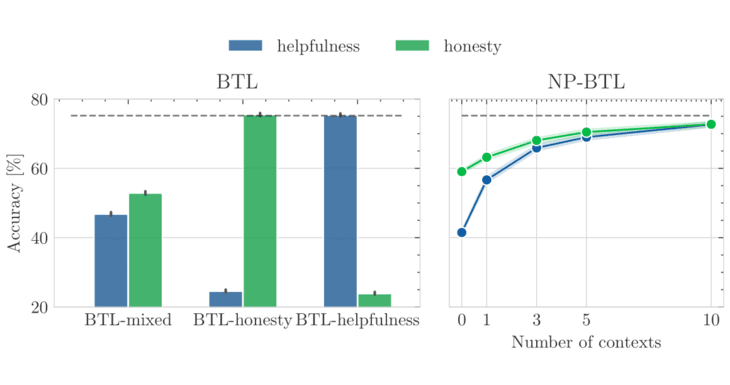 helpfulness honesty
BTL
NP-BTL
Accuracy [%]
80
60
40
20
BTL-mixed BTL-honesty BTL-helpfulness
0 1 3 5 10
Number of contexts